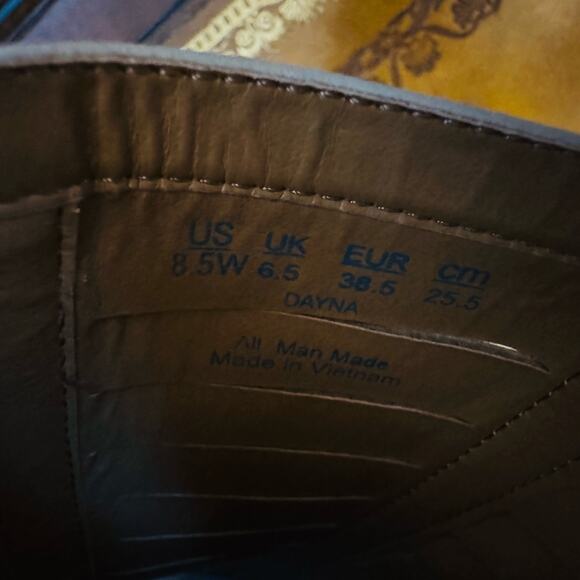 US UK EUR cm
8.5W 6.5 38.5 25.5
DAYNA
All Man Made
Made in Vietnam